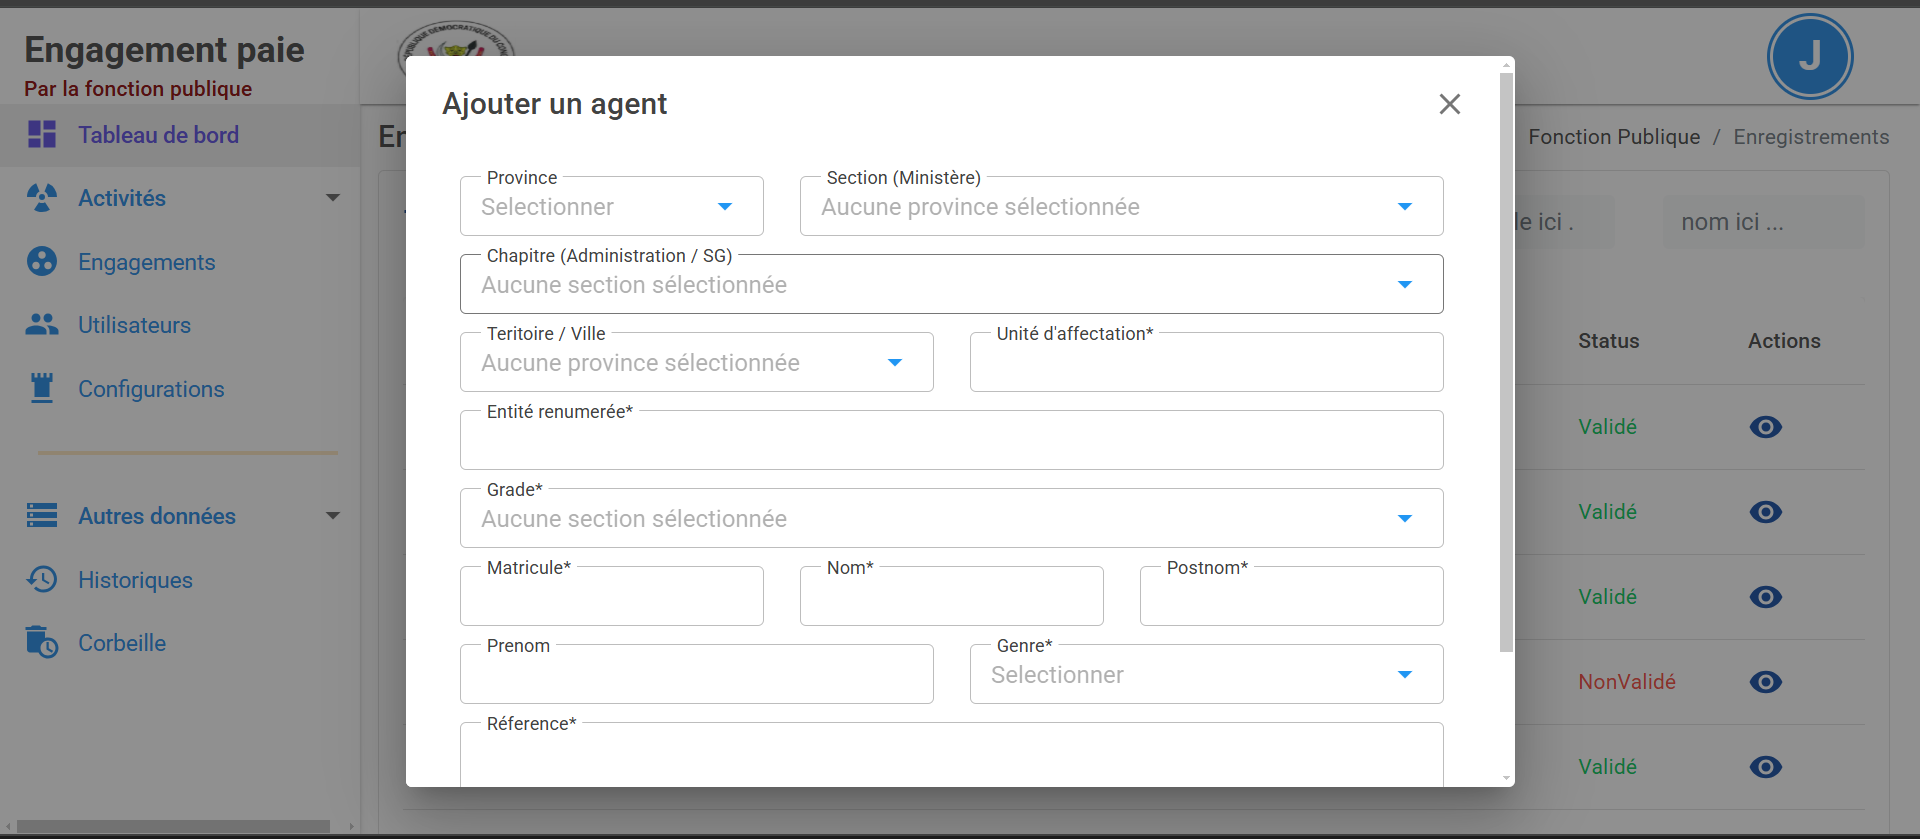 Engagement paie
Par la fonction publique
Tableau de bord
Activités
Engagements
Utilisateurs
Configurations
Autres données
Historiques
Corbeille
J
En
Fonction Publique / Enregistrements
le ici .
nom ici ...
Status
Actions
Validé
Validé
Validé
NonValidé
Validé
Ajouter un agent
Province
Selectionner
Section (Ministère)
Aucune province sélectionnée
Chapitre (Administration / SG)
Aucune section sélectionnée
Teritoire / Ville
Aucune province sélectionnée
Unité d'affectation*
Entité renumerée*
Grade*
Aucune section sélectionnée
Matricule*
Nom*
Postnom*
Prenom
Genre*
Selectionner
Réference*